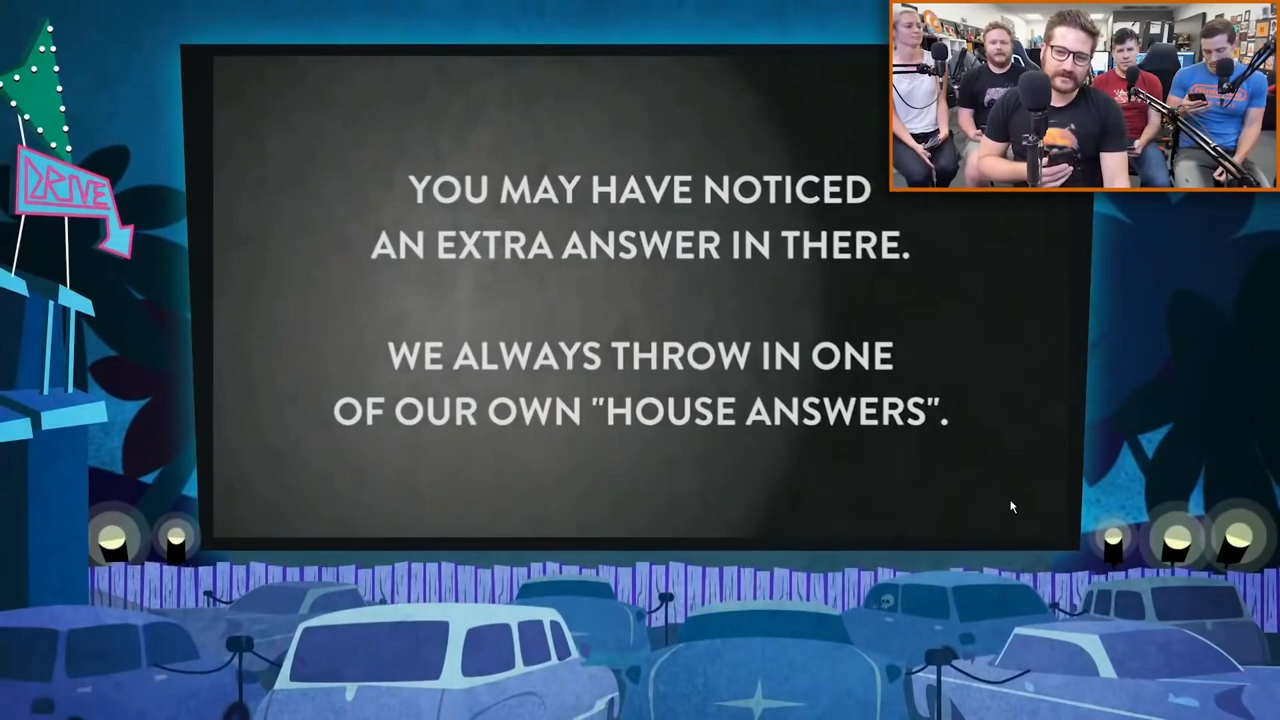 DRIVE
YOU MAY HAVE NOTICED
AN EXTRA ANSWER IN THERE.
WE ALWAYS THROW IN ONE
OF OUR OWN "HOUSE ANSWERS".